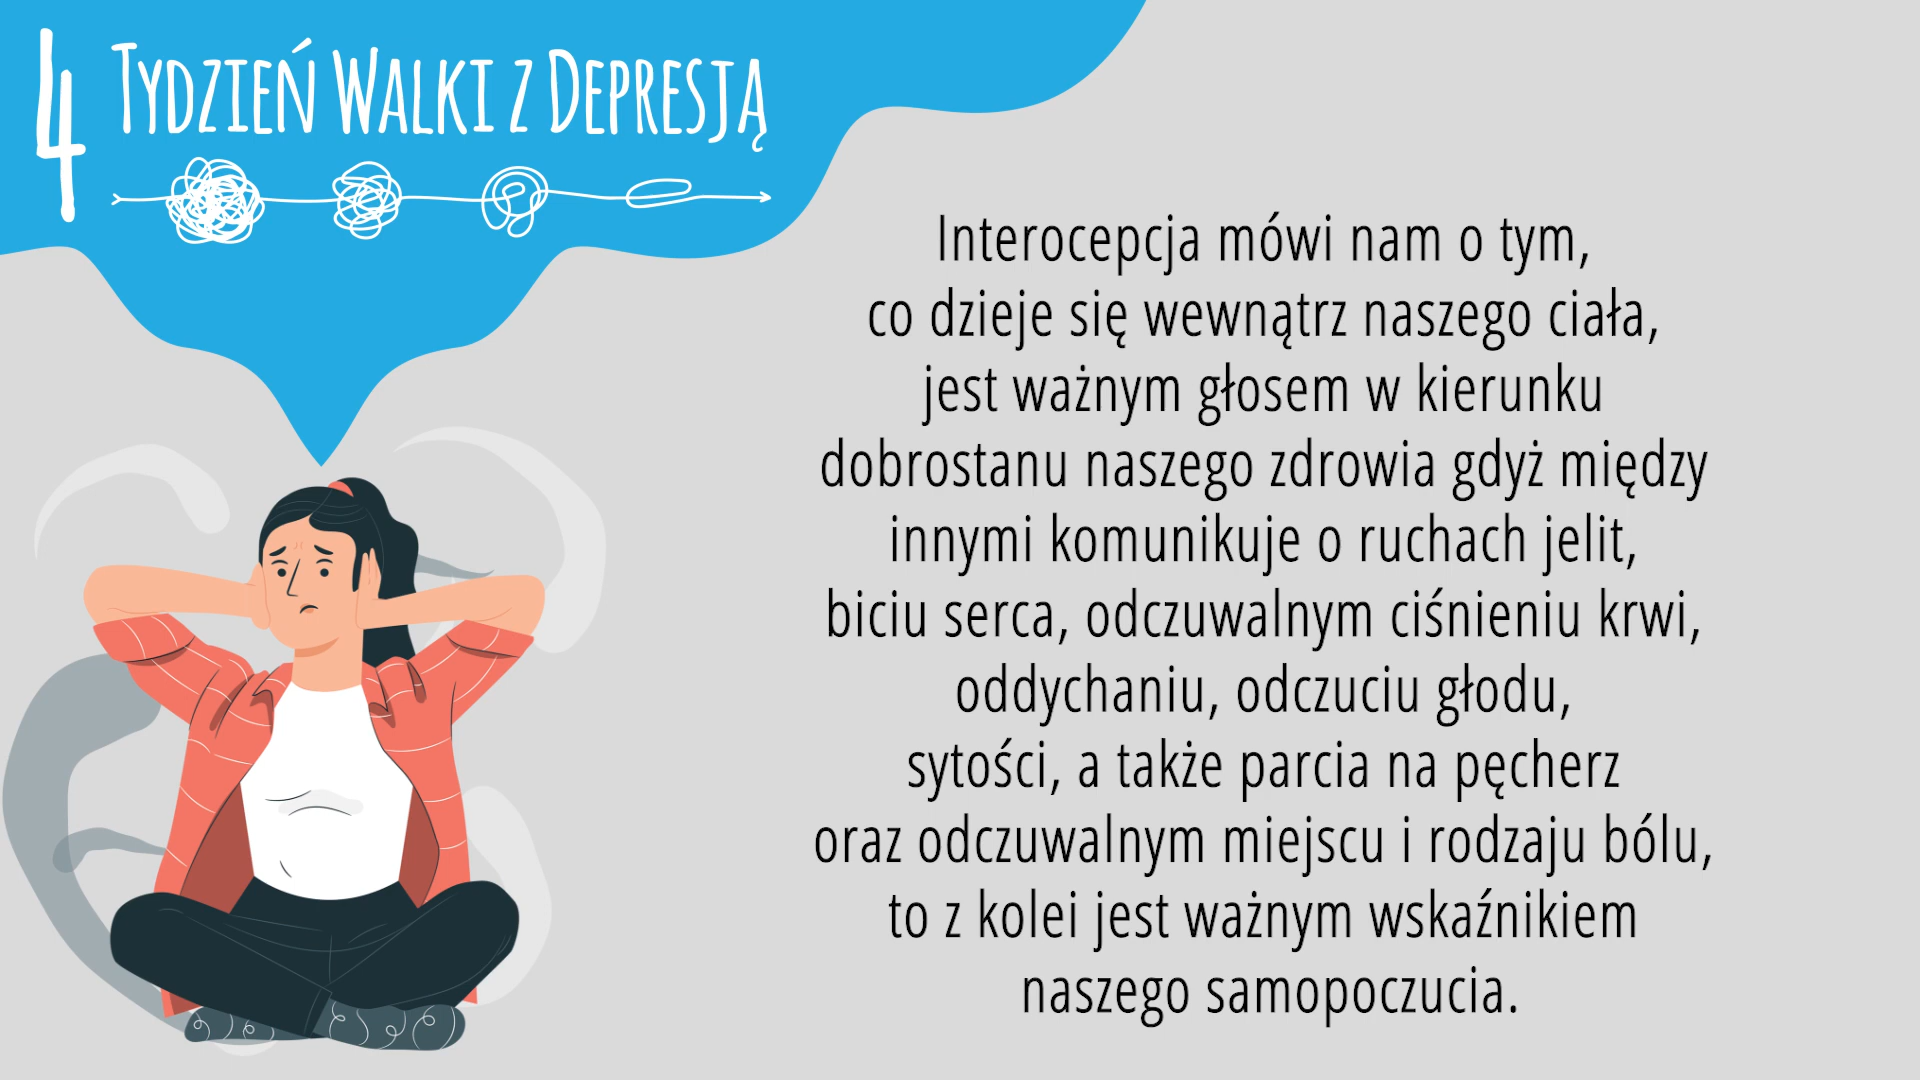 4 Tydzień Walki z Depresją
Interocepcja mówi nam o tym,
co dzieje się wewnątrz naszego ciała,
jest ważnym głosem w kierunku
dobrostanu naszego zdrowia gdyż między
innymi komunikuje o ruchach jelit,
biciu serca, odczuwalnym ciśnieniu krwi,
oddychaniu, odczuciu głodu,
sytości, a także parcia na pęcherz
oraz odczuwalnym miejscu i rodzaju bólu,
to z kolei jest ważnym wskaźnikiem
naszego samopoczucia.